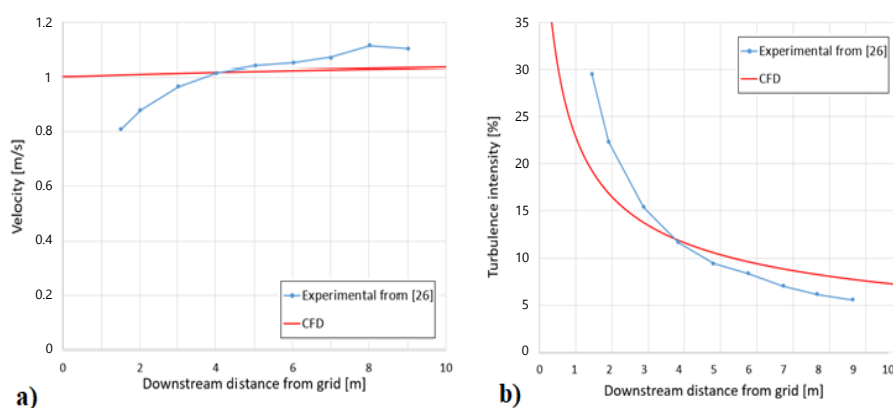 1.2
1
0.8
0.6
0.4
0.2
0
Velocity [m/s]
Experimental from [26]
CFD
0 2 4 6 8 10
Downstream distance from grid [m]
a)
35
30
25
20
15
10
5
0
Turbulence intensity [%]
Experimental from [26]
CFD
0 1 2 3 4 5 6 7 8 9 10
Downstream distance from grid [m]
b)